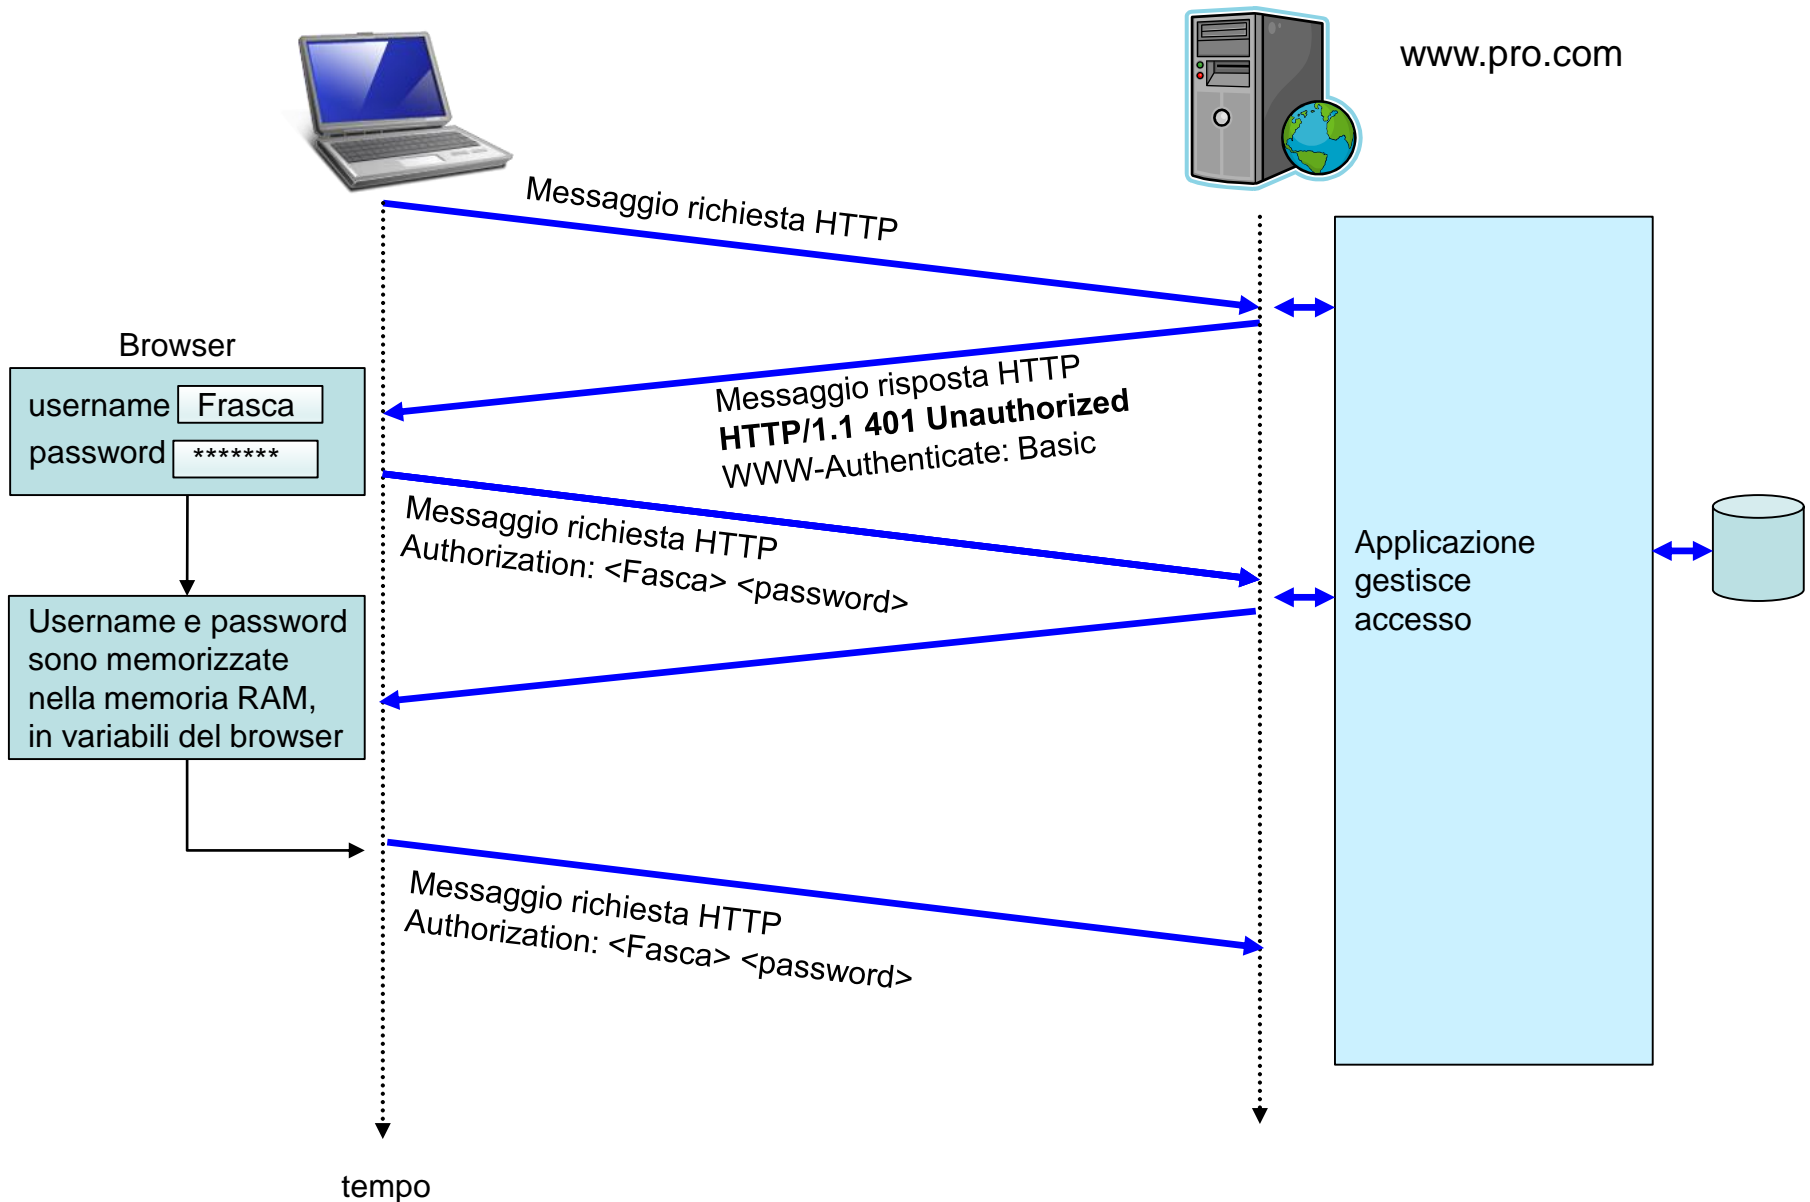 www.pro.com
Messaggio richiesta HTTP
Browser
username Frasca
password *******
Messaggio risposta HTTP
HTTP/1.1 401 Unauthorized
WWW-Authenticate: Basic
Messaggio richiesta HTTP
Authorization: <Fasca> <password>
Applicazione
gestisce
accesso
Username e password
sono memorizzate
nella memoria RAM,
in variabili del browser
Messaggio richiesta HTTP
Authorization: <Fasca> <password>
tempo